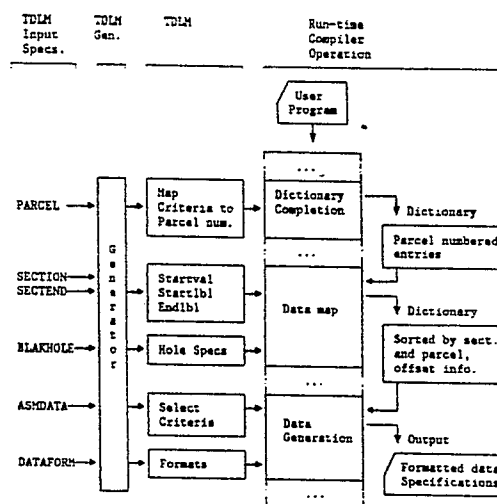 TDLM
Input
Specs.
TDLM
Gen.
TDLM
Run-time
Compiler
Operation
User
Program
...
PARCEL
SECTION
SECTEND
BLAKHOLE
ASMDATA
DATAFORM
Generator
Map
Criteria to
Parcel num.
Dictionary
Completion
Dictionary
Parcel numbered
entries
...
Startval
Startlbl
Endlbl
Data map
Dictionary
Hole Specs
Sorted by sect.
and parcel,
offset info.
...
Select
Criteris
Data
Generation
Output
Formats
Formatted data
Specifications
...